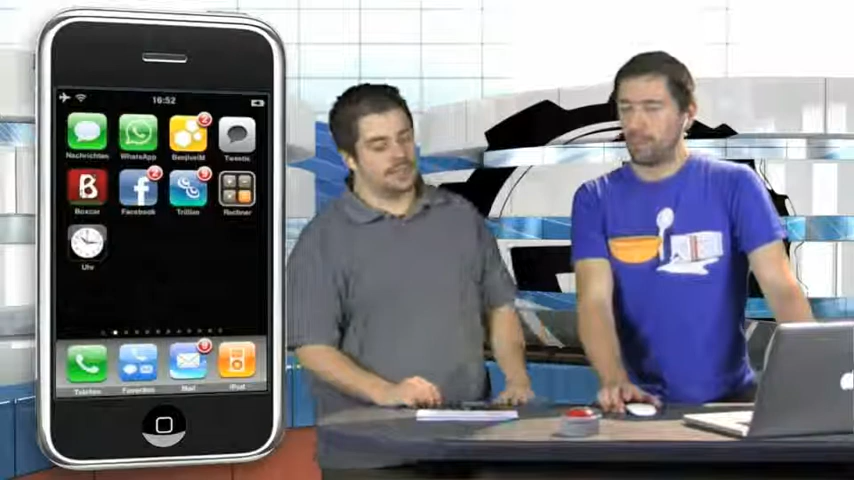 16:52
Nachrichten WhatsApp BeejiveIM Tweetie
Boxcar Facebook Trillian Rechner
Uhr
Telefon Favoriten Mail iPod